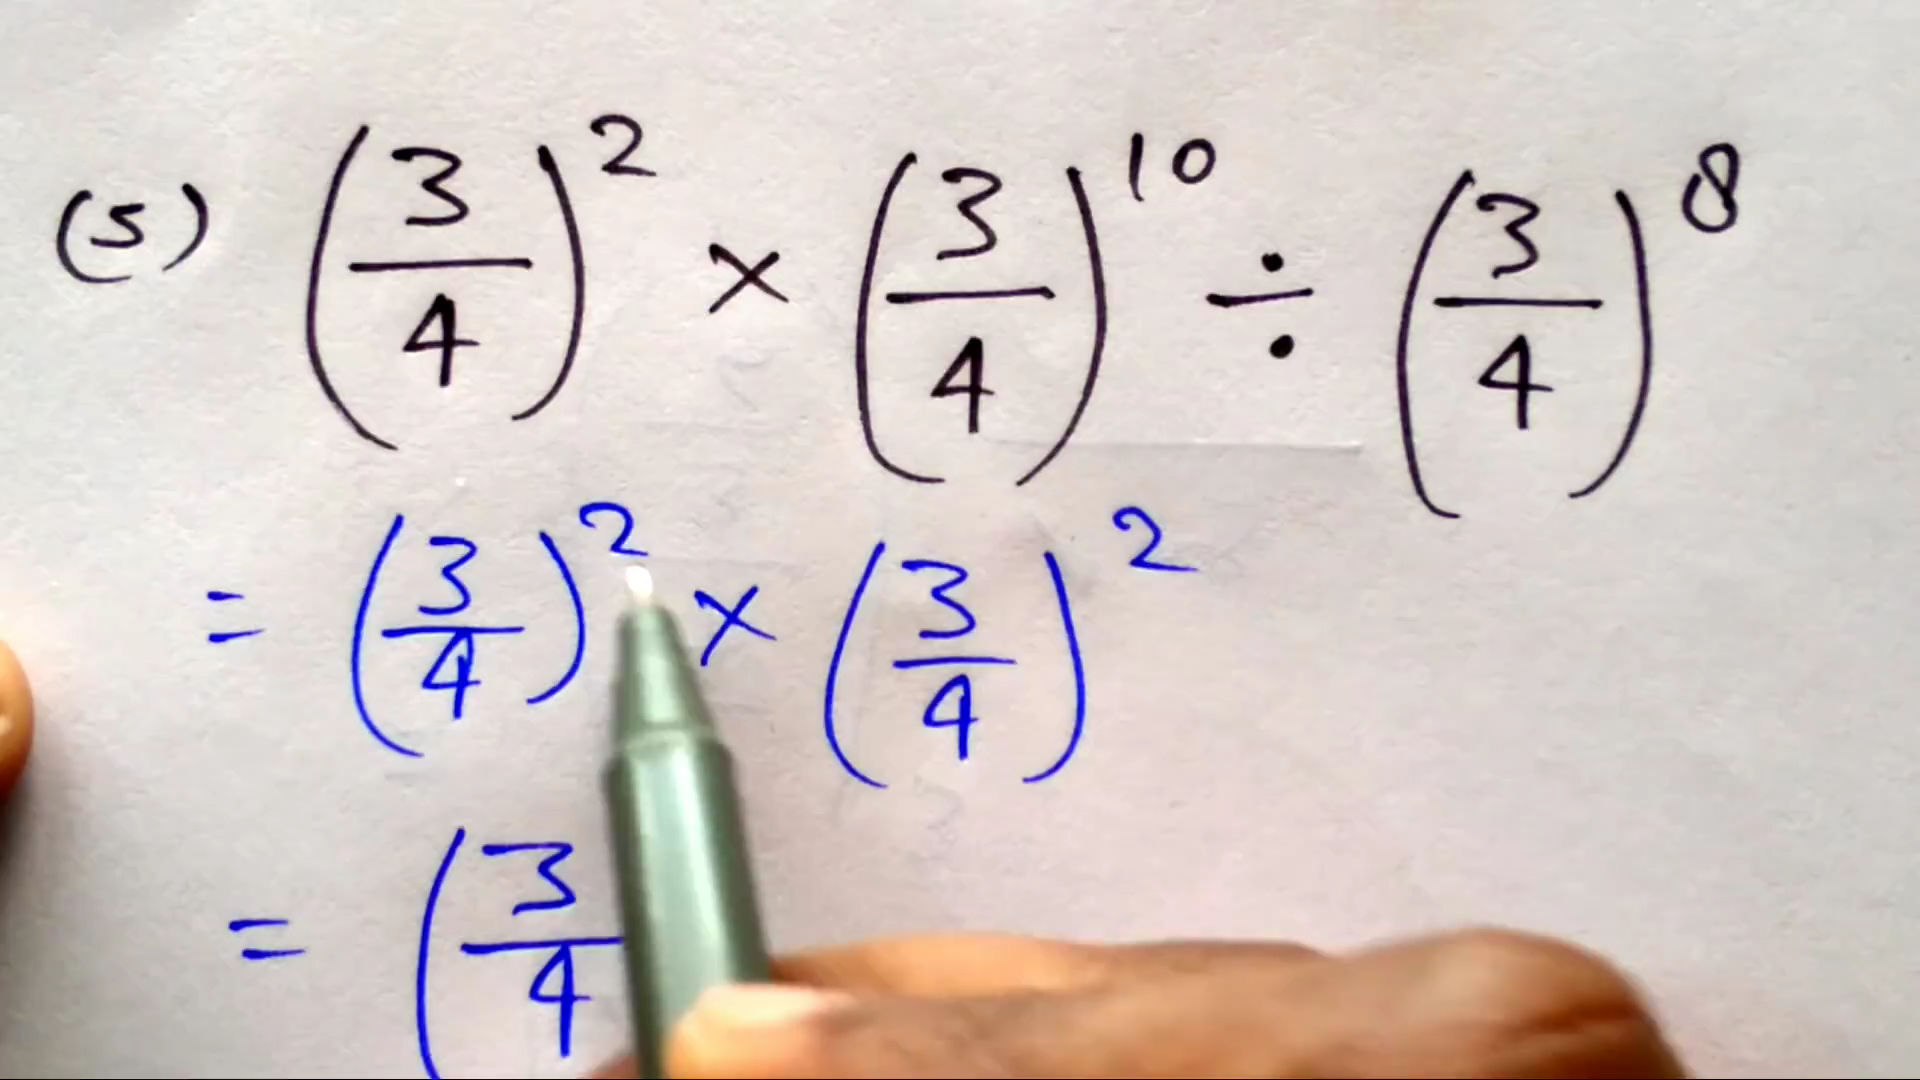 (5) (3/4)² × (3/4)¹⁰ ÷ (3/4)⁸
= (3/4)² × (3/4)²
= (3/4